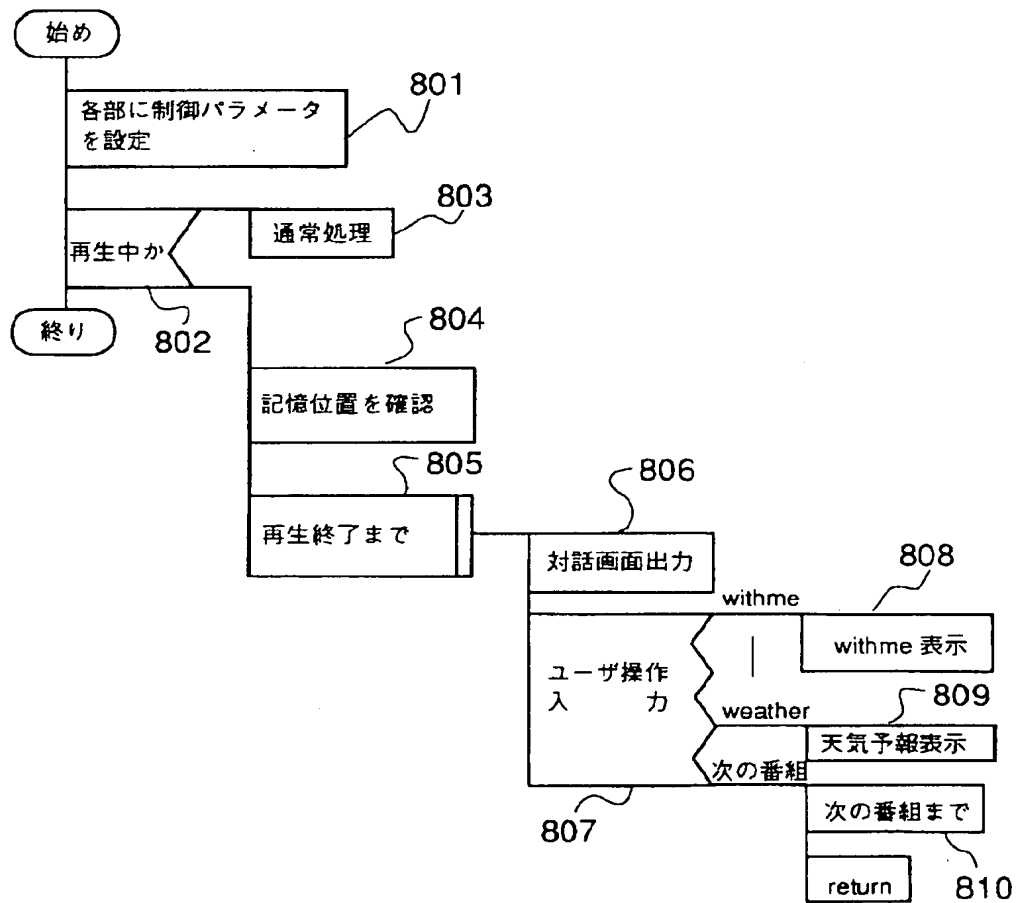 始め
各部に制御パラメータ
を設定
801
再生中か
802
通常処理
803
終り
記憶位置を確認
804
再生終了まで
805
対話画面出力
806
ユーザ操作
入　　　力
807
withme
withme 表示
808
weather
天気予報表示
809
次の番組
次の番組まで
810
return